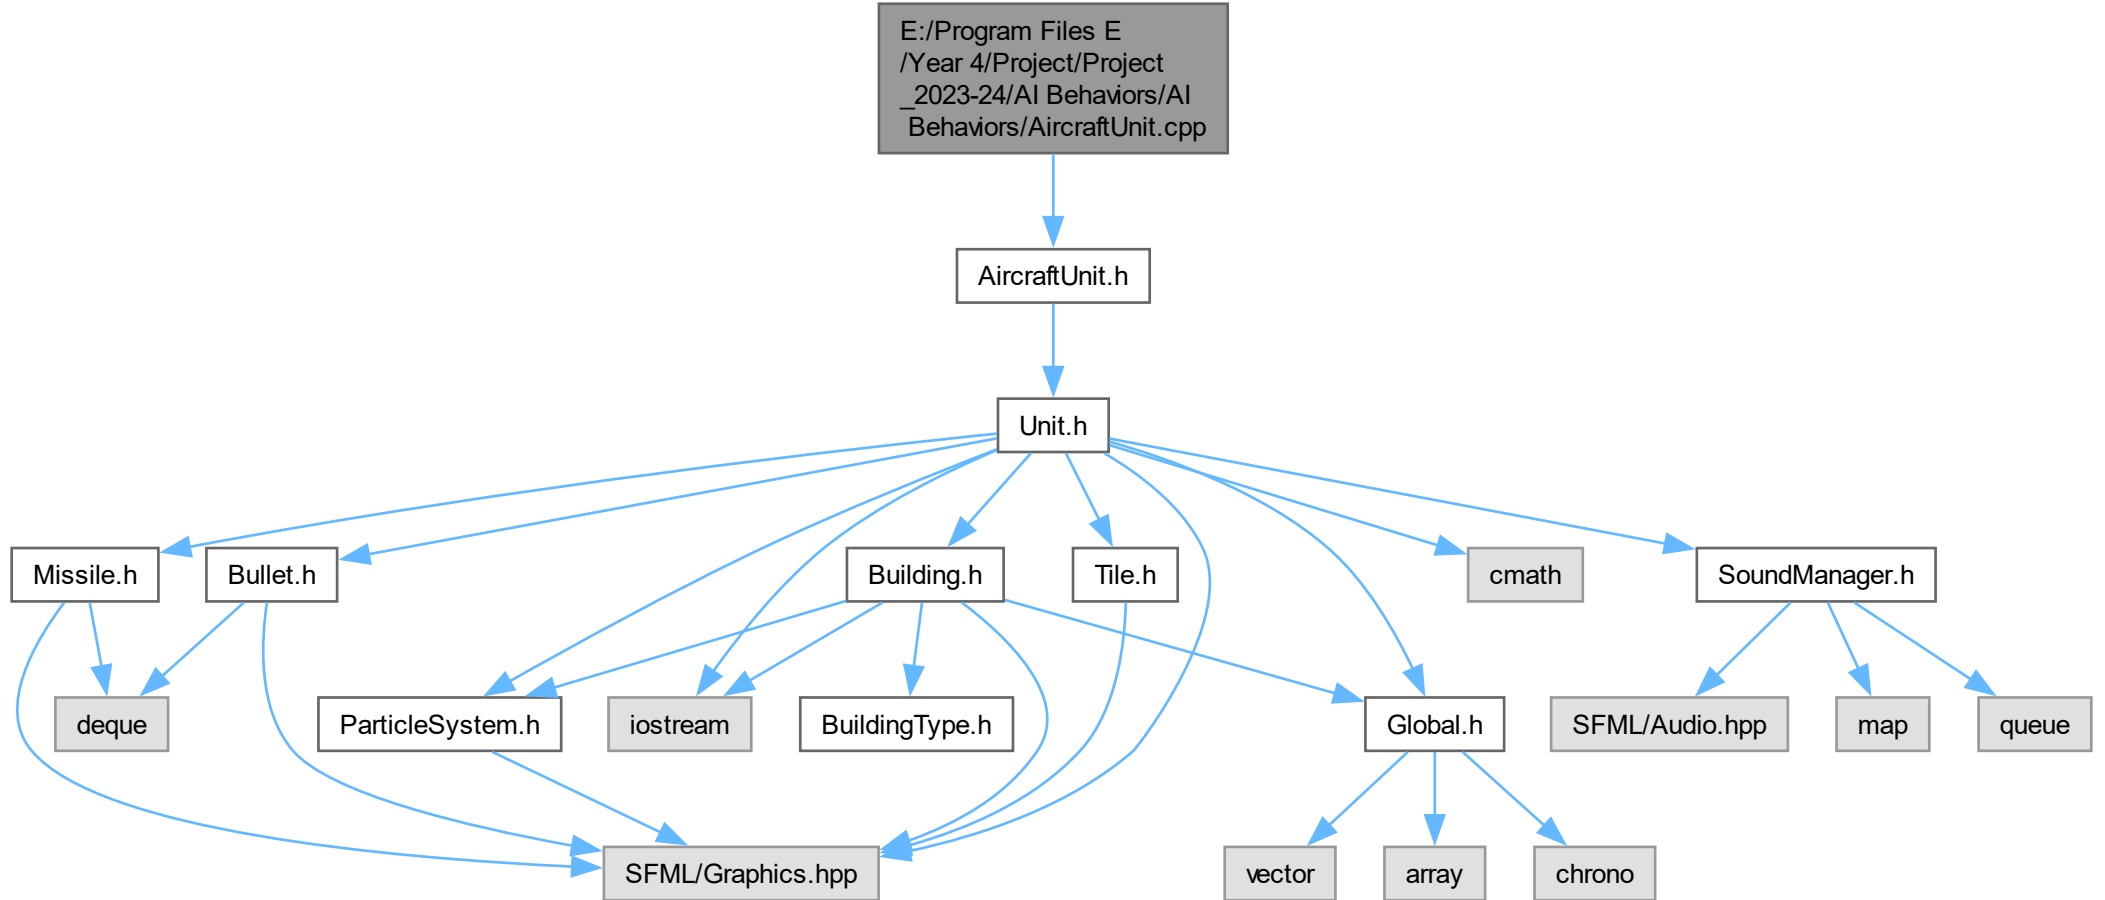 E:/Program Files E
/Year 4/Project/Project
_2023-24/AI Behaviors/AI
Behaviors/AircraftUnit.cpp
AircraftUnit.h
Unit.h
Missile.h
Bullet.h
Building.h
Tile.h
cmath
SoundManager.h
deque
ParticleSystem.h
iostream
BuildingType.h
Global.h
SFML/Audio.hpp
map
queue
SFML/Graphics.hpp
vector
array
chrono